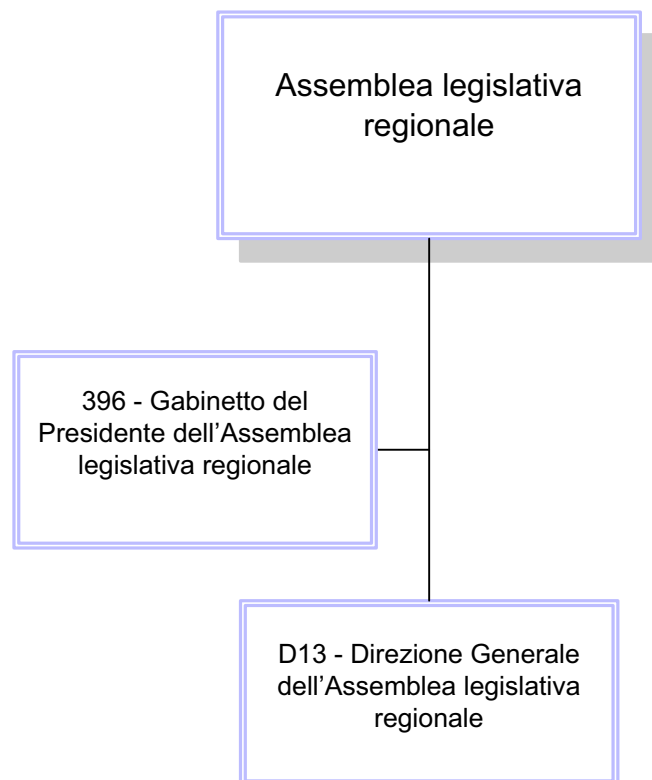 Assemblea legislativa
regionale
396 - Gabinetto del
Presidente dell’Assemblea
legislativa regionale
D13 - Direzione Generale
dell’Assemblea legislativa
regionale